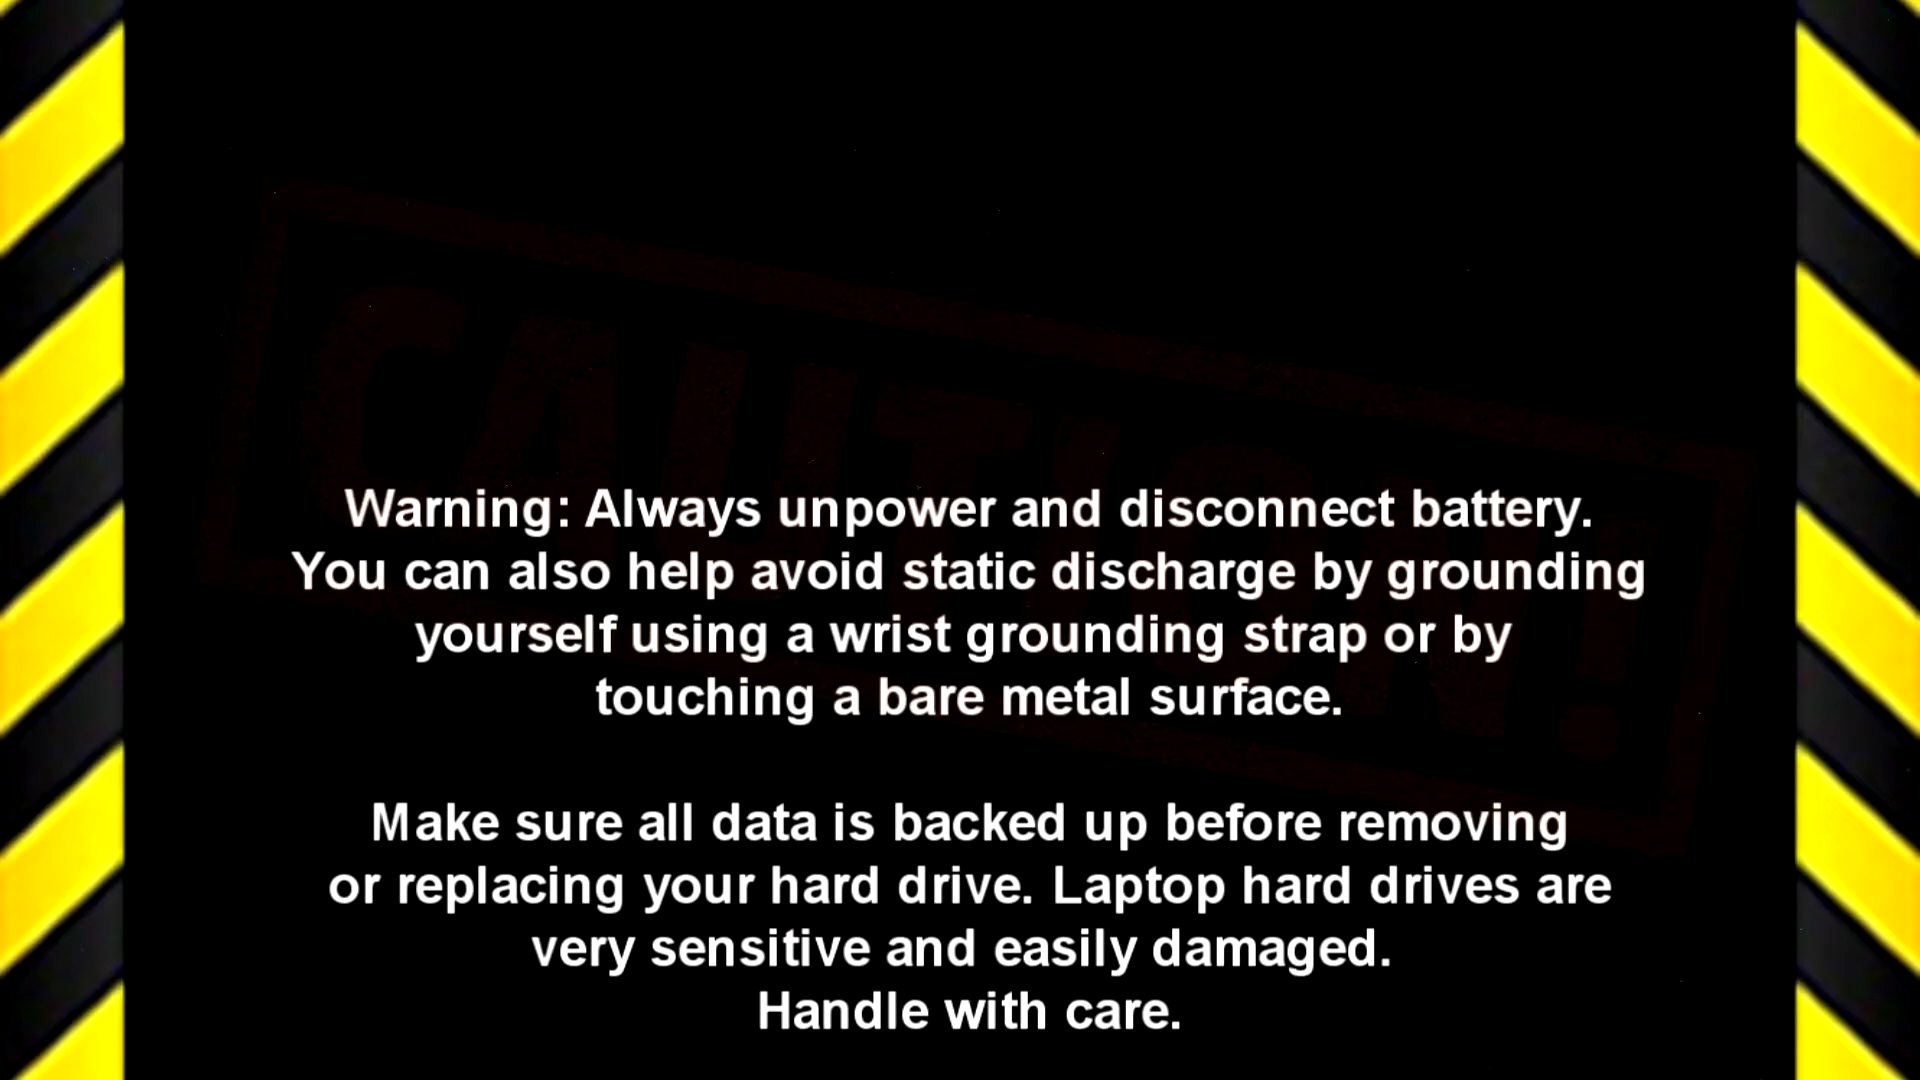 CAUTION!
Warning: Always unpower and disconnect battery.
You can also help avoid static discharge by grounding
yourself using a wrist grounding strap or by
touching a bare metal surface.
Make sure all data is backed up before removing
or replacing your hard drive. Laptop hard drives are
very sensitive and easily damaged.
Handle with care.